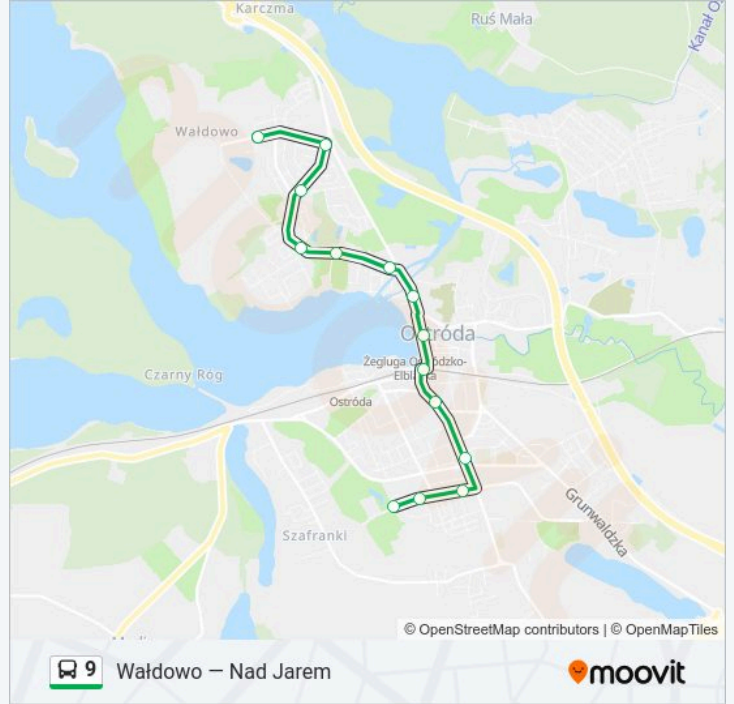 Karczma
Ruś Mała
Kanał O
Wałdowo
Ostróda
Żegluga Ostródzko-
Elbląska
Czarny Róg
Ostróda
Grunwaldzka
Szafranki
© OpenStreetMap contributors | © OpenMapTiles
9 Wałdowo — Nad Jarem
moovit